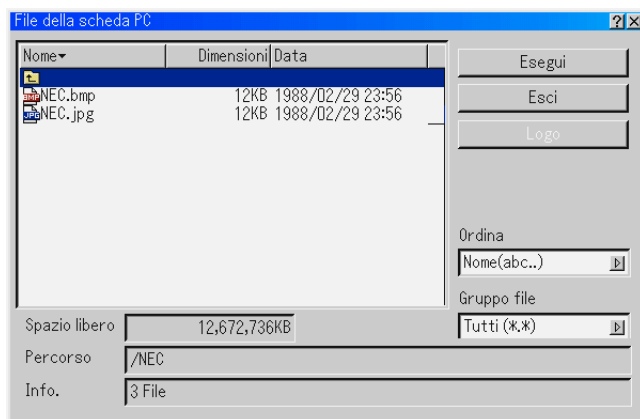 File della scheda PC
Nome Dimensioni Data
NEC.bmp 12KB 1988/02/29 23:56
NEC.jpg 12KB 1988/02/29 23:56
Esegui
Esci
Logo
Ordina
Nome(abc..)
Gruppo file
Tutti (*.*)
Spazio libero 12,672,736KB
Percorso /NEC
Info. 3 File